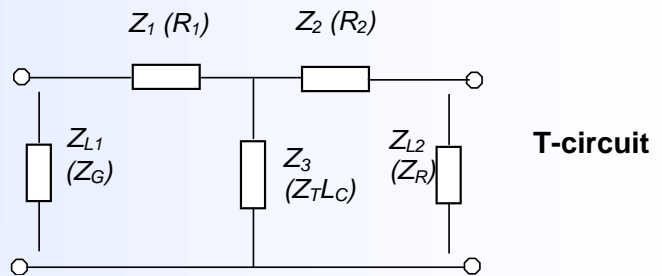 Z1 (R1)
Z2 (R2)
ZL1
(ZG)
Z3
(ZTLC)
ZL2
(ZR)
T-circuit